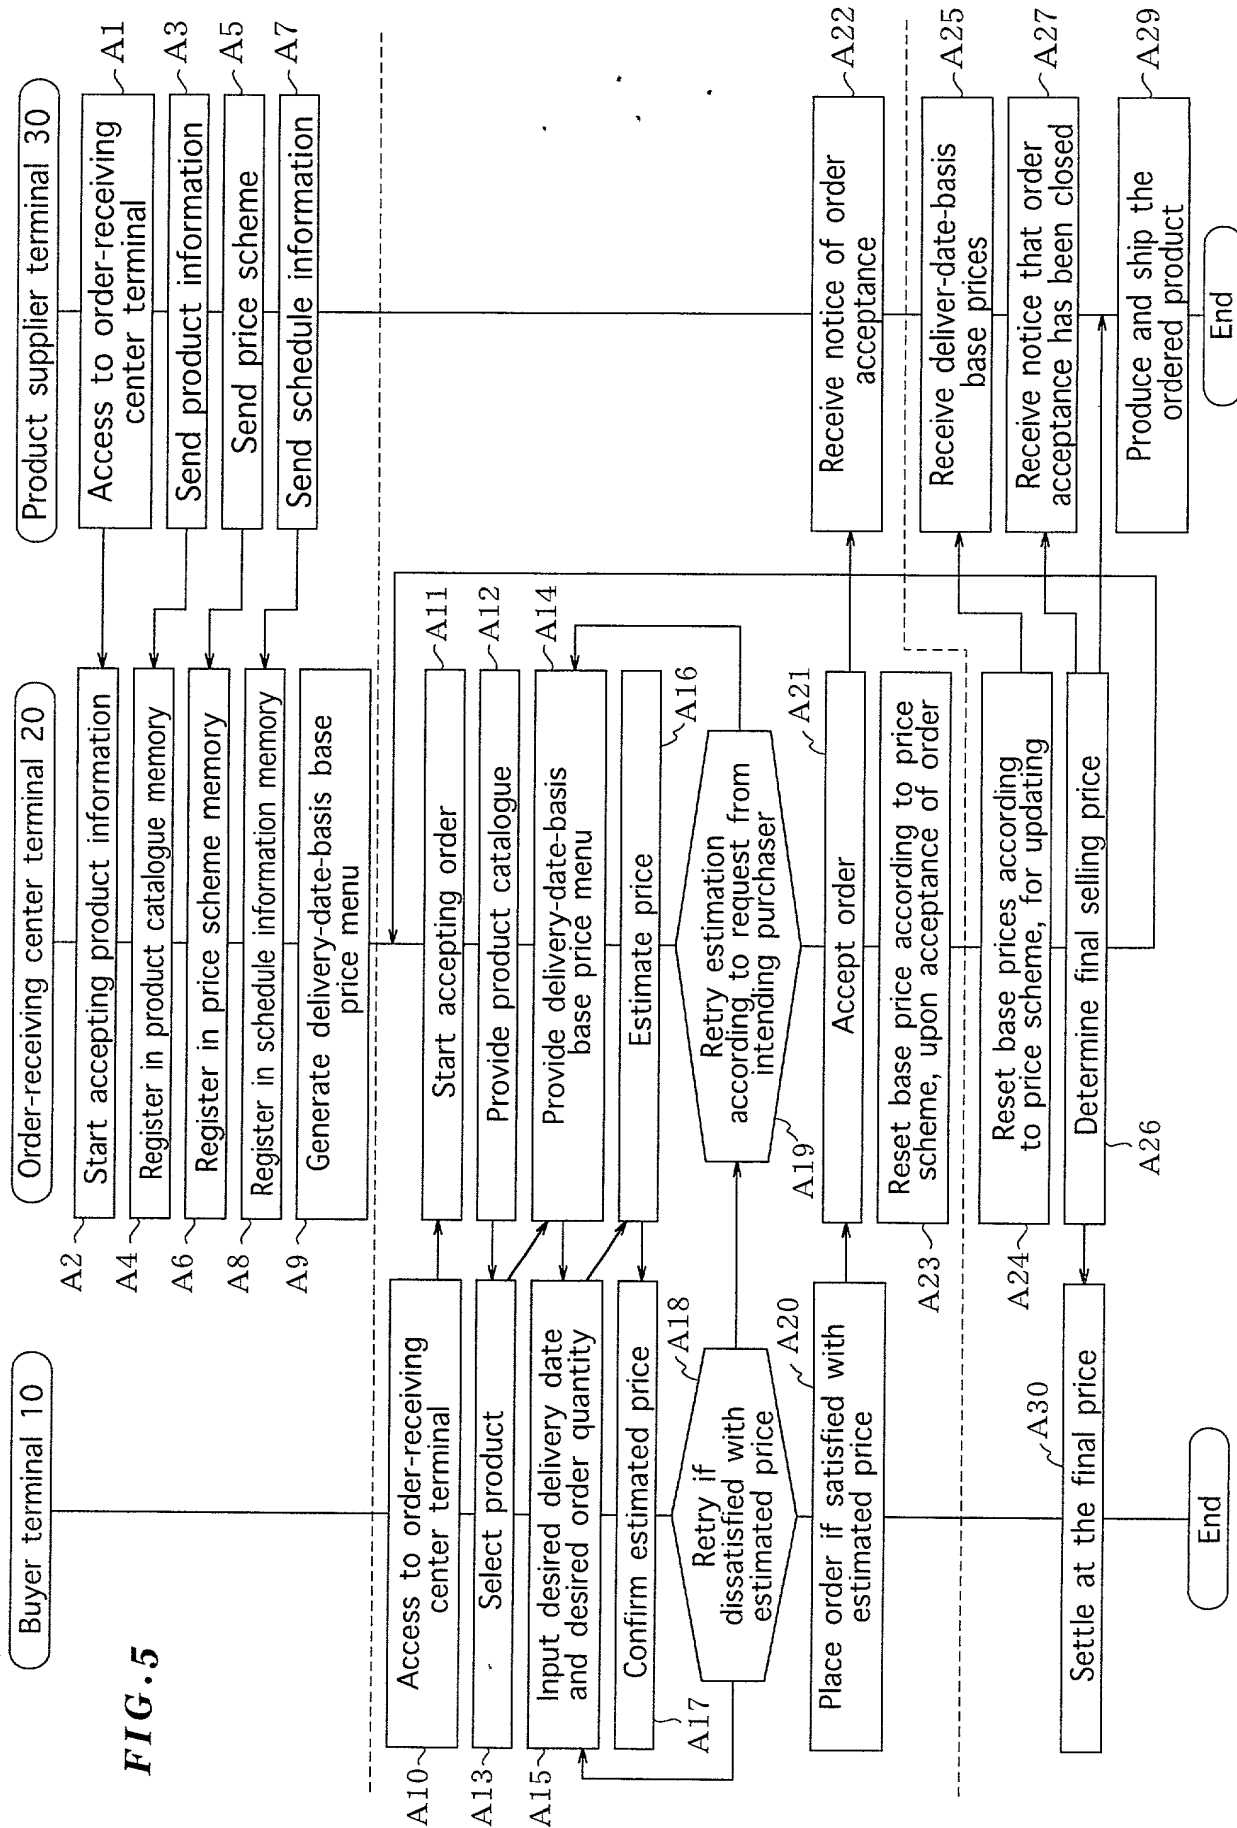 FIG.5
Buyer terminal 10
Order-receiving center terminal 20
Product supplier terminal 30
Access to order-receiving
center terminal
A1
A2
Start accepting product information
Send product information
A3
A4
Register in product catalogue memory
Send price scheme
A5
A6
Register in price scheme memory
Send schedule information
A7
A8
Register in schedule information memory
A9
Generate delivery-date-basis base
price menu
A10
Access to order-receiving
center terminal
Start accepting order
A11
Provide product catalogue
A12
A13
Select product
Provide delivery-date-basis
base price menu
A14
A15
Input desired delivery date
and desired order quantity
Estimate price
A16
Confirm estimated price
A17
Retry if
dissatisfied with
estimated price
A18
Retry estimation
according to request from
intending purchaser
A19
Place order if satisfied with
estimated price
A20
Accept order
A21
Receive notice of order
acceptance
A22
Reset base price according to price
scheme, upon acceptance of order
A23
Reset base prices according
to price scheme, for updating
A24
Receive deliver-date-basis
base prices
A25
Determine final selling price
A26
Receive notice that order
acceptance has been closed
A27
Settle at the final price
A30
Produce and ship the
ordered product
A29
End
End